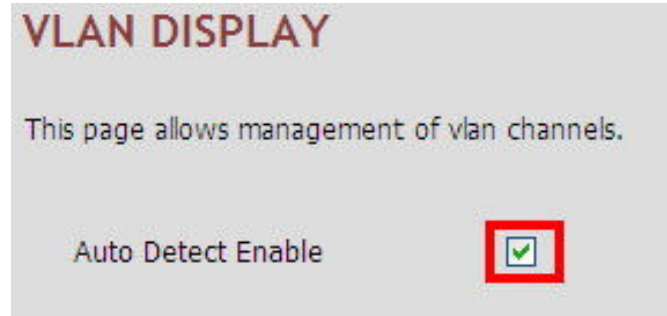 VLAN DISPLAY
This page allows management of vlan channels.
Auto Detect Enable